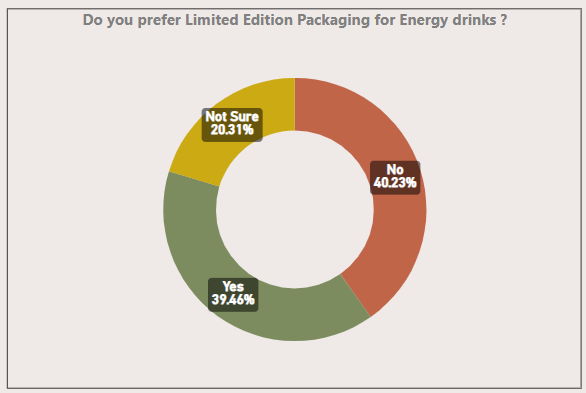 Do you prefer Limited Edition Packaging for Energy drinks ?
Not Sure
20.31%
No
40.23%
Yes
39.46%